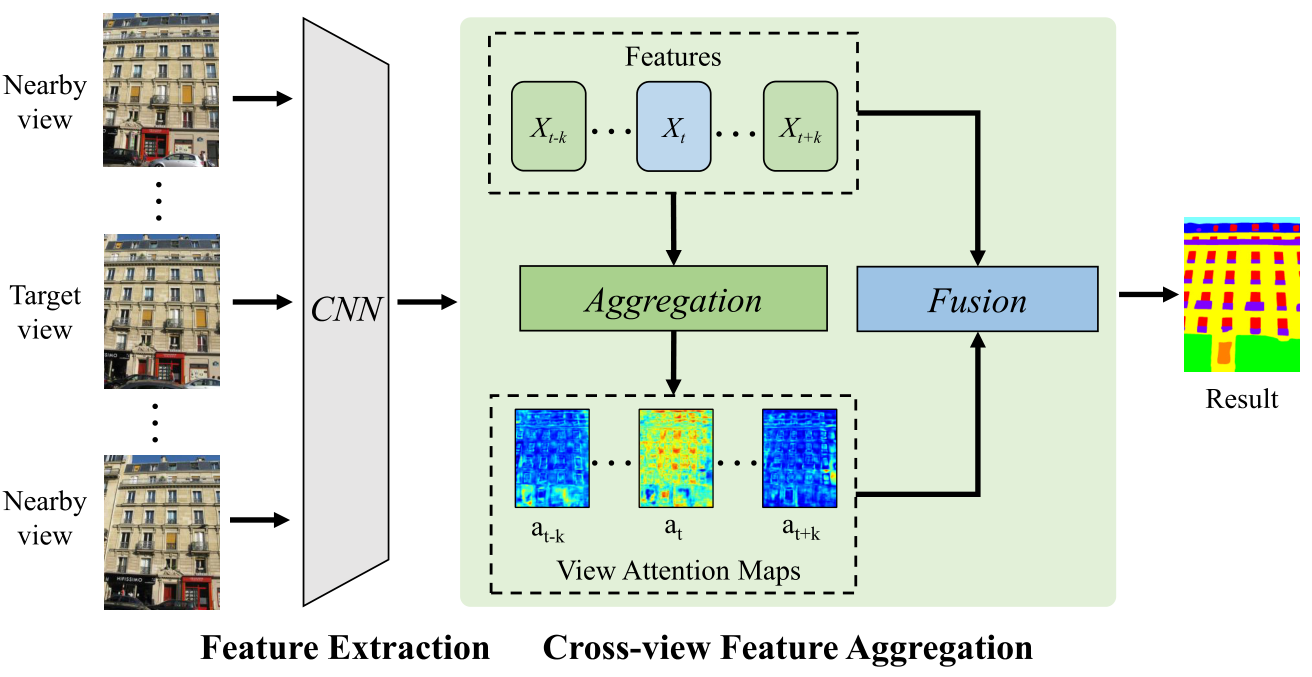 Nearby
view
Target
view
Nearby
view
CNN
Features
X_{t-k}
X_t
X_{t+k}
Aggregation
Fusion
a_{t-k}
a_t
a_{t+k}
View Attention Maps
Result
Feature Extraction
Cross-view Feature Aggregation